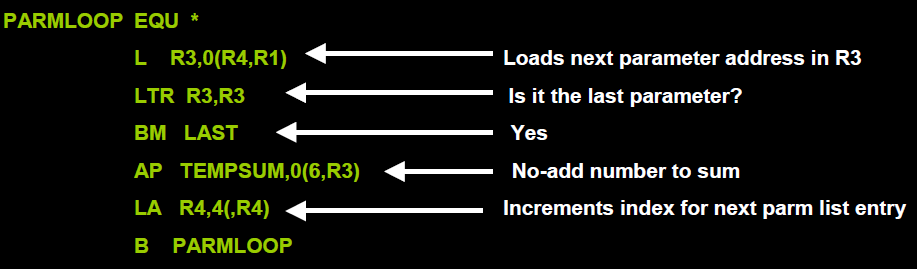 PARMLOOP EQU *
L R3,0(R4,R1) Loads next parameter address in R3
LTR R3,R3 Is it the last parameter?
BM LAST Yes
AP TEMPSUM,0(6,R3) No-add number to sum
LA R4,4(,R4) Increments index for next parm list entry
B PARMLOOP